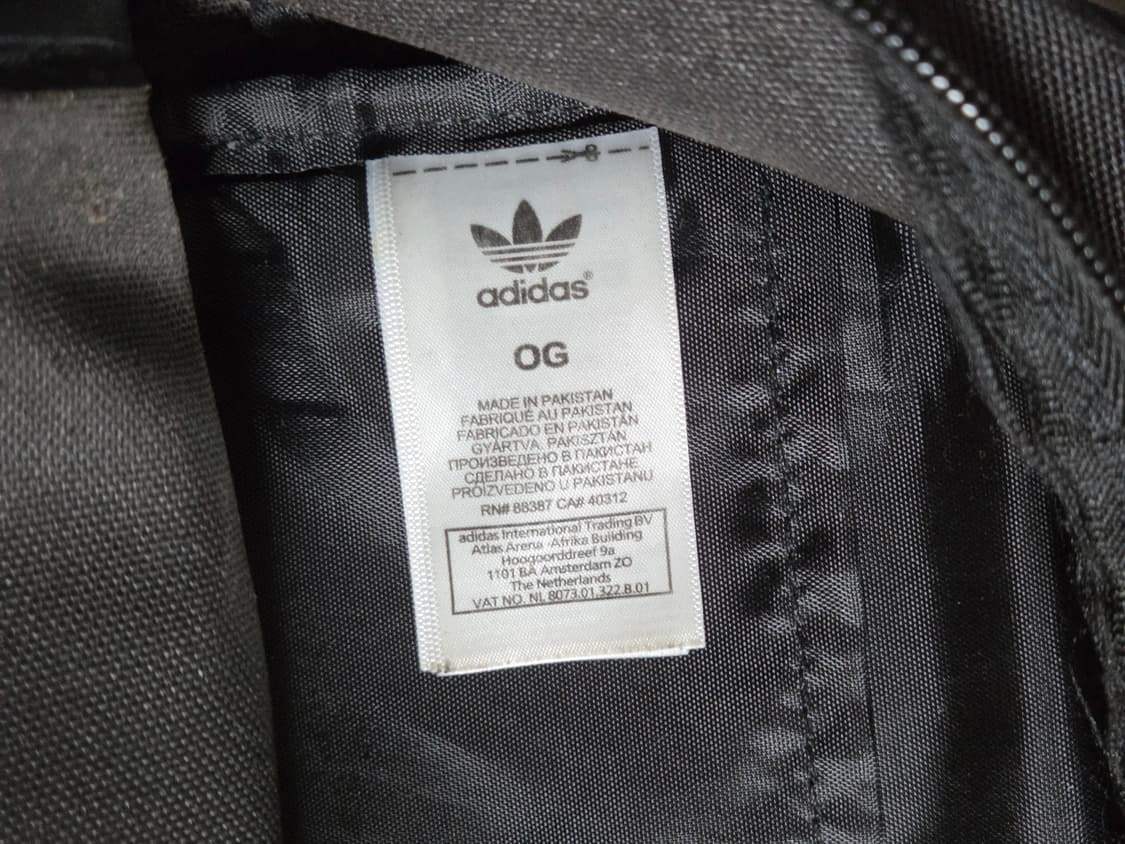 adidas®
OG
MADE IN PAKISTAN
FABRIQUÉ AU PAKISTAN
FABRICADO EN PAKISTÁN
GYÁRTVA. PAKISZTÁN
ПРОИЗВЕДЕНО В ПАКИСТАН
СДЕЛАНО В ПАКИСТАНЕ
PROIZVEDENO U PAKISTANU
RN# 88387 CA# 40312
adidas International Trading BV
Atlas Arena -Afrika Building
Hoogoorddreef 9a
1101 BA Amsterdam ZO
The Netherlands
VAT NO. NL 8073.01.322.B.01